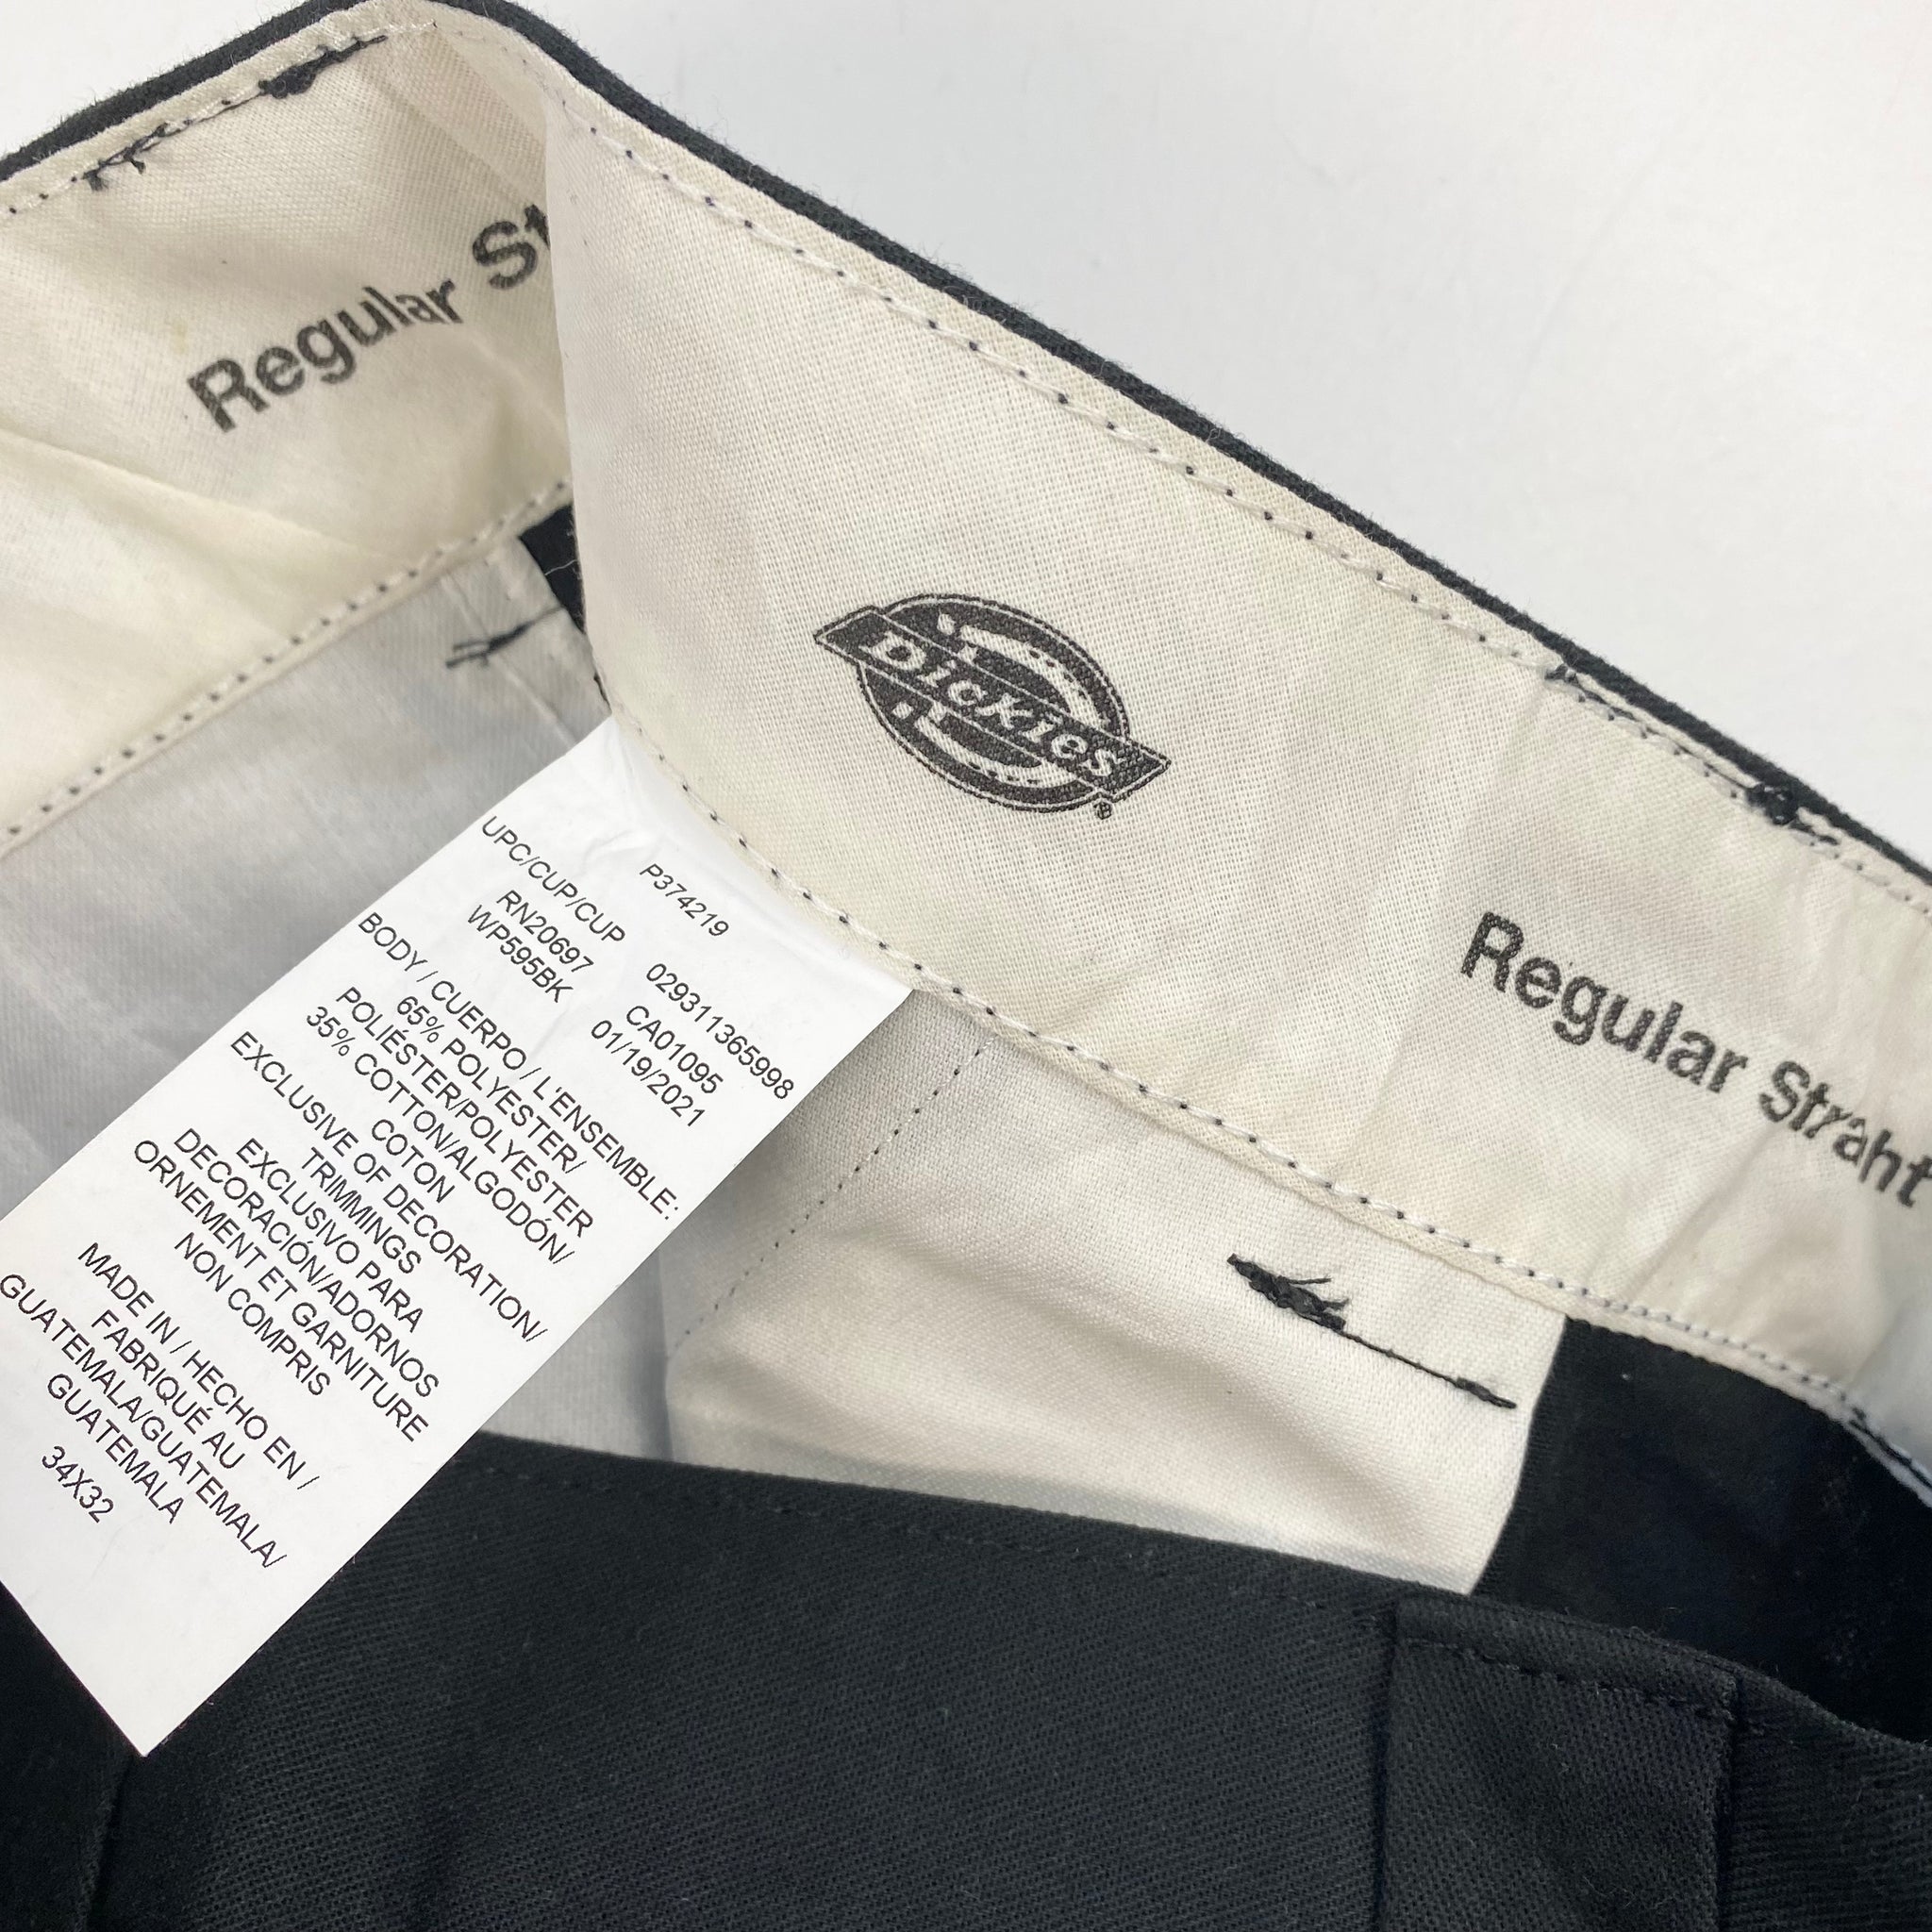 Regular St
Dickies
®
Regular Straht
P374219
UPC/CUP/CUP 029311365998
RN20697 CA01095
WP595BK 01/19/2021
BODY / CUERPO / L'ENSEMBLE:
65% POLYESTER/
POLIÉSTER/POLYESTER
35% COTTON/ALGODÓN/
COTON
EXCLUSIVE OF DECORATION/
TRIMMINGS
EXCLUSIVO PARA
DECORACIÓN/ADORNOS
ORNEMENT ET GARNITURE
NON COMPRIS
MADE IN / HECHO EN /
FABRIQUÉ AU
GUATEMALA/GUATEMALA/
GUATEMALA
34X32